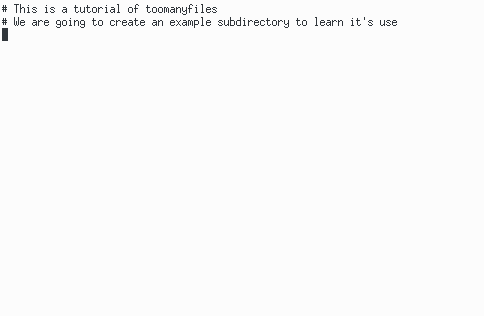 # This is a tutorial of toomanyfiles
# We are going to create an example subdirectory to learn it's use